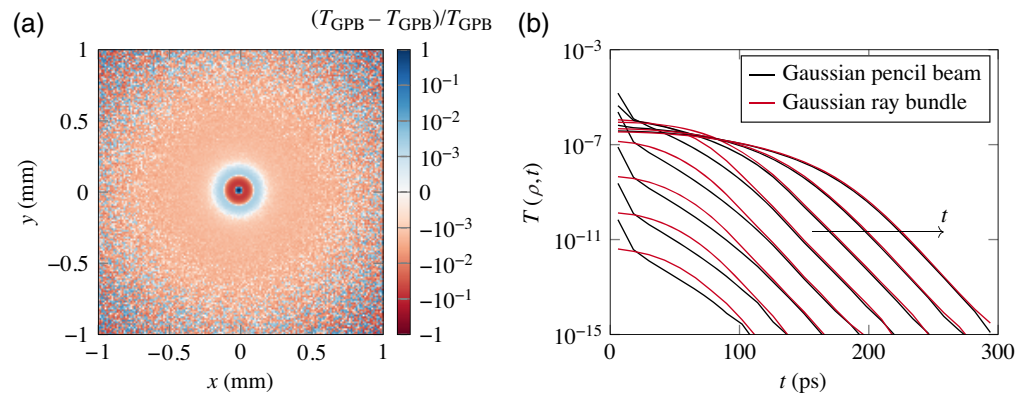 (a)
(T_GPB – T_GPB)/T_GPB
1
0.5
0
-0.5
-1
y (mm)
-1 -0.5 0 0.5 1
x (mm)
1
10^-1
10^-2
10^-3
0
-10^-3
-10^-2
-10^-1
-1
(b)
10^-3
10^-7
10^-11
10^-15
T (ρ,t)
Gaussian pencil beam
Gaussian ray bundle
t
0 100 200 300
t (ps)